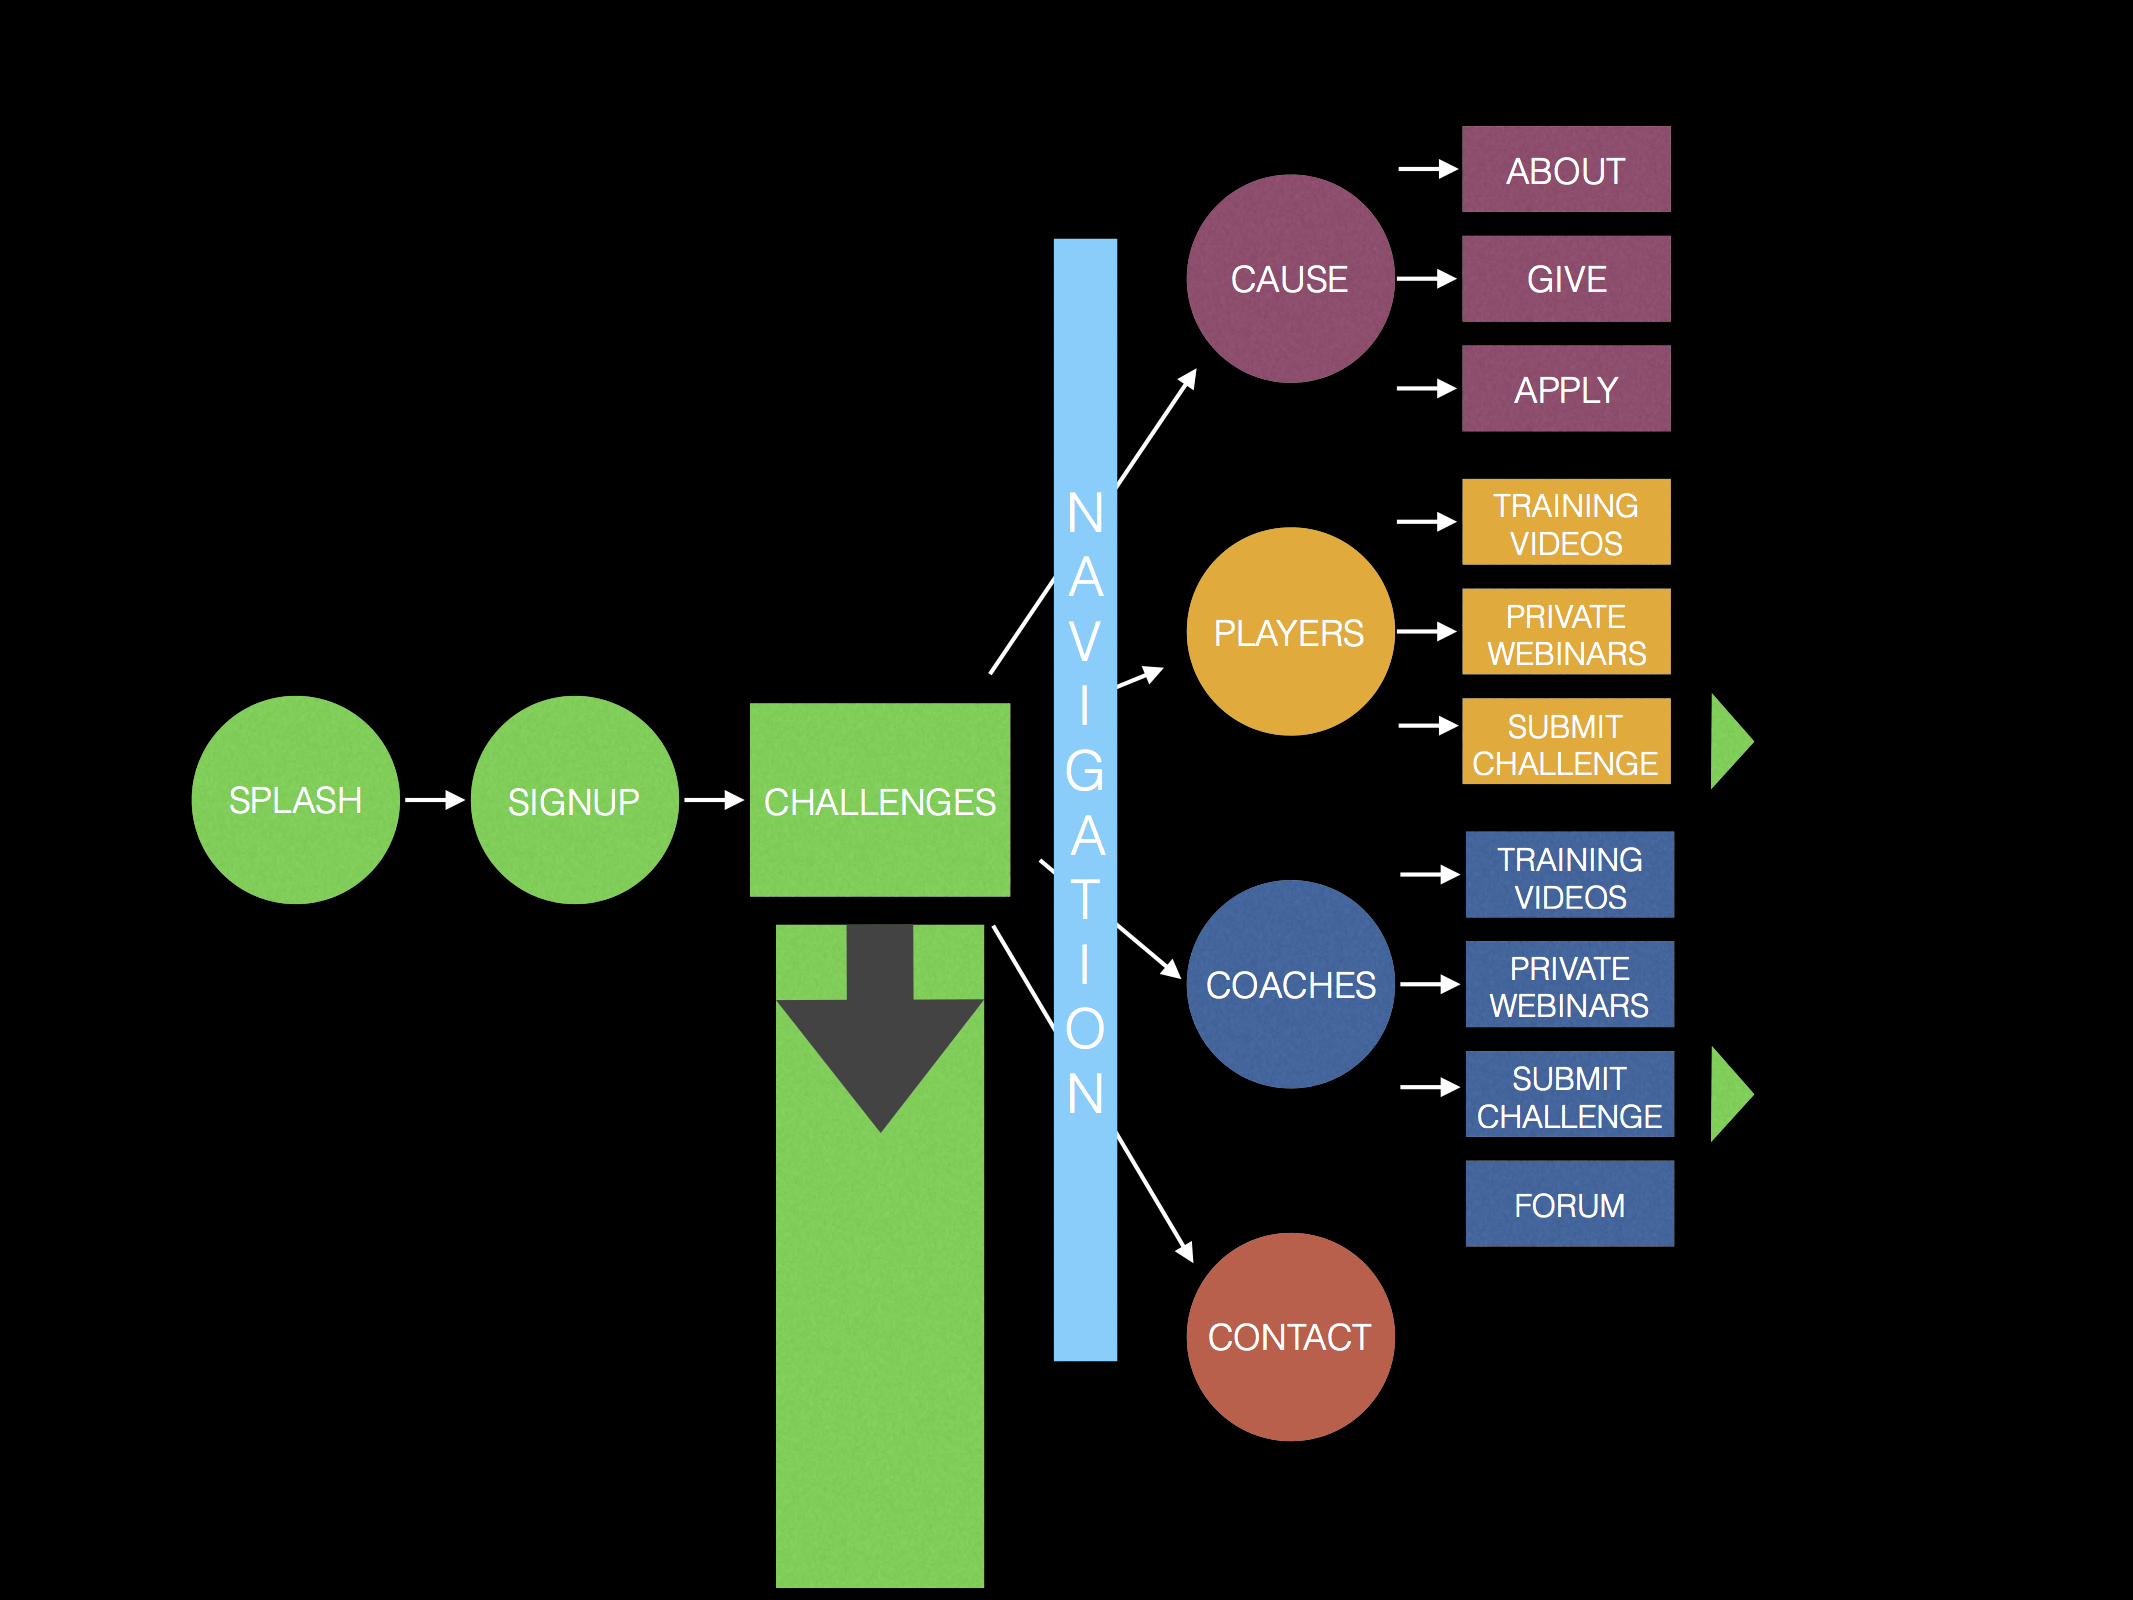 SPLASH
SIGNUP
CHALLENGES
NAVIGATION
CAUSE
ABOUT
GIVE
APPLY
PLAYERS
TRAINING
VIDEOS
PRIVATE
WEBINARS
SUBMIT
CHALLENGE
COACHES
TRAINING
VIDEOS
PRIVATE
WEBINARS
SUBMIT
CHALLENGE
FORUM
CONTACT